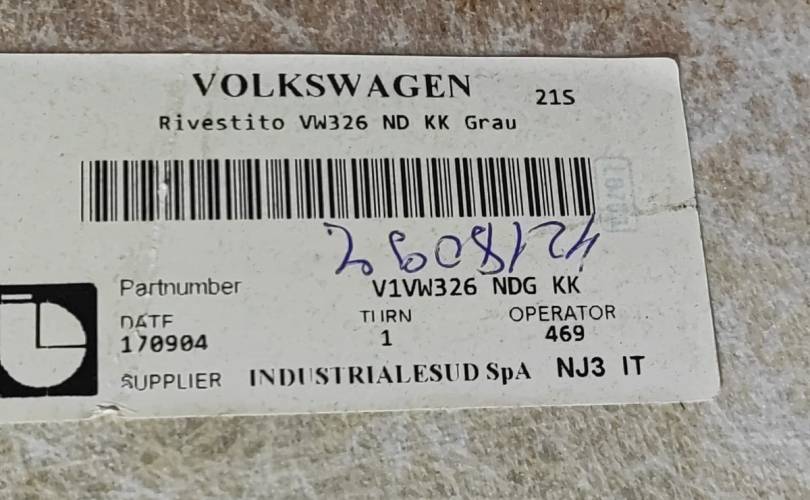 VOLKSWAGEN 21S
Rivestito VW326 ND KK Grau
Partnumber V1VW326 NDG KK
DATE TURN OPERATOR
170904 1 469
SUPPLIER INDUSTRIALESUD SpA NJ3 IT